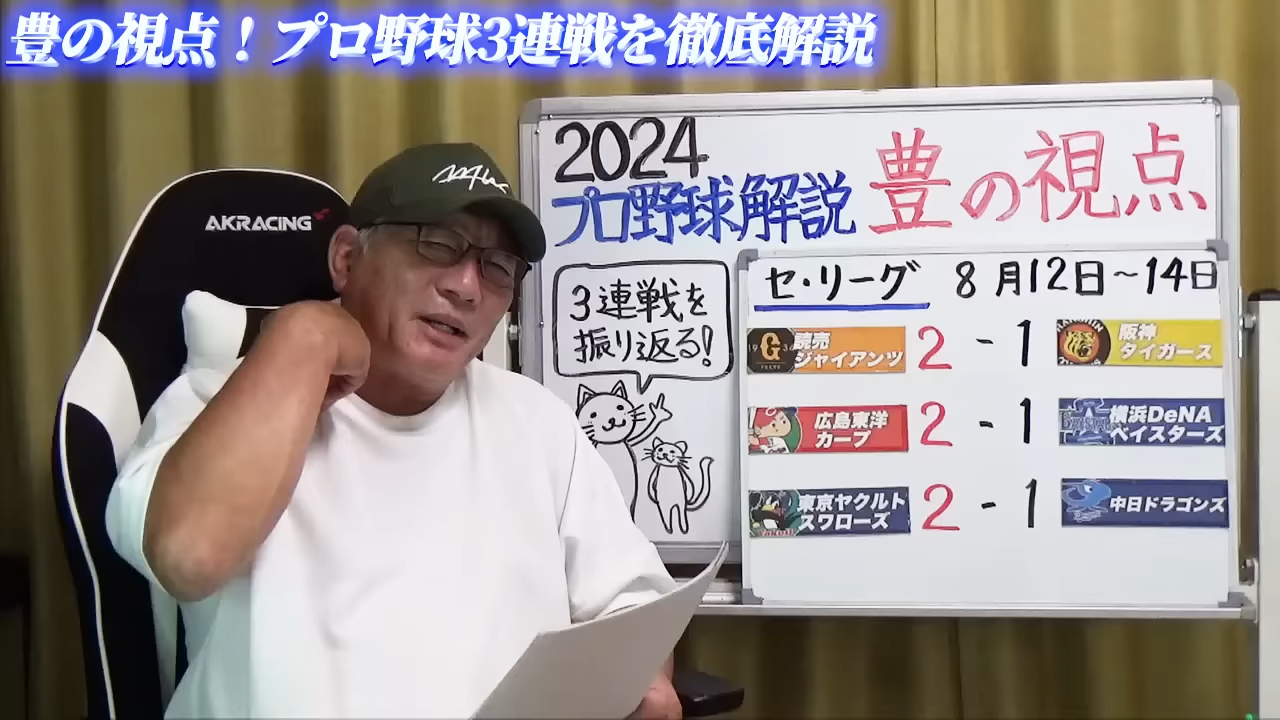 豊の視点！プロ野球3連戦を徹底解説
2024
プロ野球解説
豊の視点
AKRACING
3連戦を
振り返る!
セ・リーグ 8月12日~14日
読売
ジャイアンツ
2 - 1
阪神
タイガース
広島東洋
カープ
2 - 1
横浜DeNA
ベイスターズ
東京ヤクルト
スワローズ
2 - 1
中日ドラゴンズ